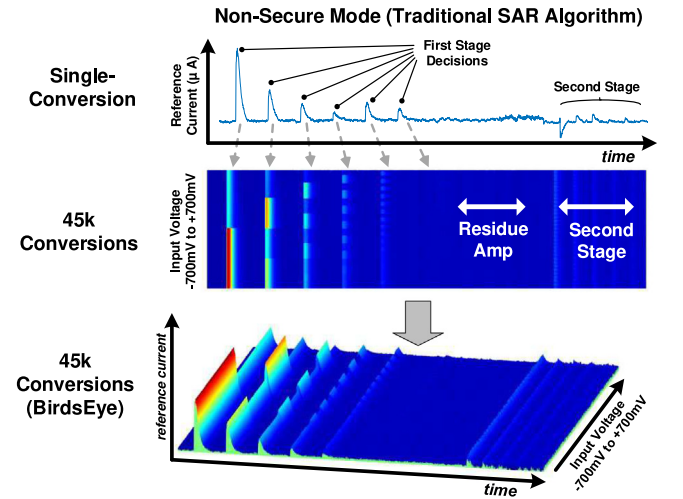 Non-Secure Mode (Traditional SAR Algorithm)
Single-
Conversion
Reference
Current (μ A)
First Stage
Decisions
Second Stage
time
45k
Conversions
Input Voltage
-700mV to +700mV
Residue
Amp
Second
Stage
45k
Conversions
(BirdsEye)
reference current
Input Voltage
-700mV to +700mV
time